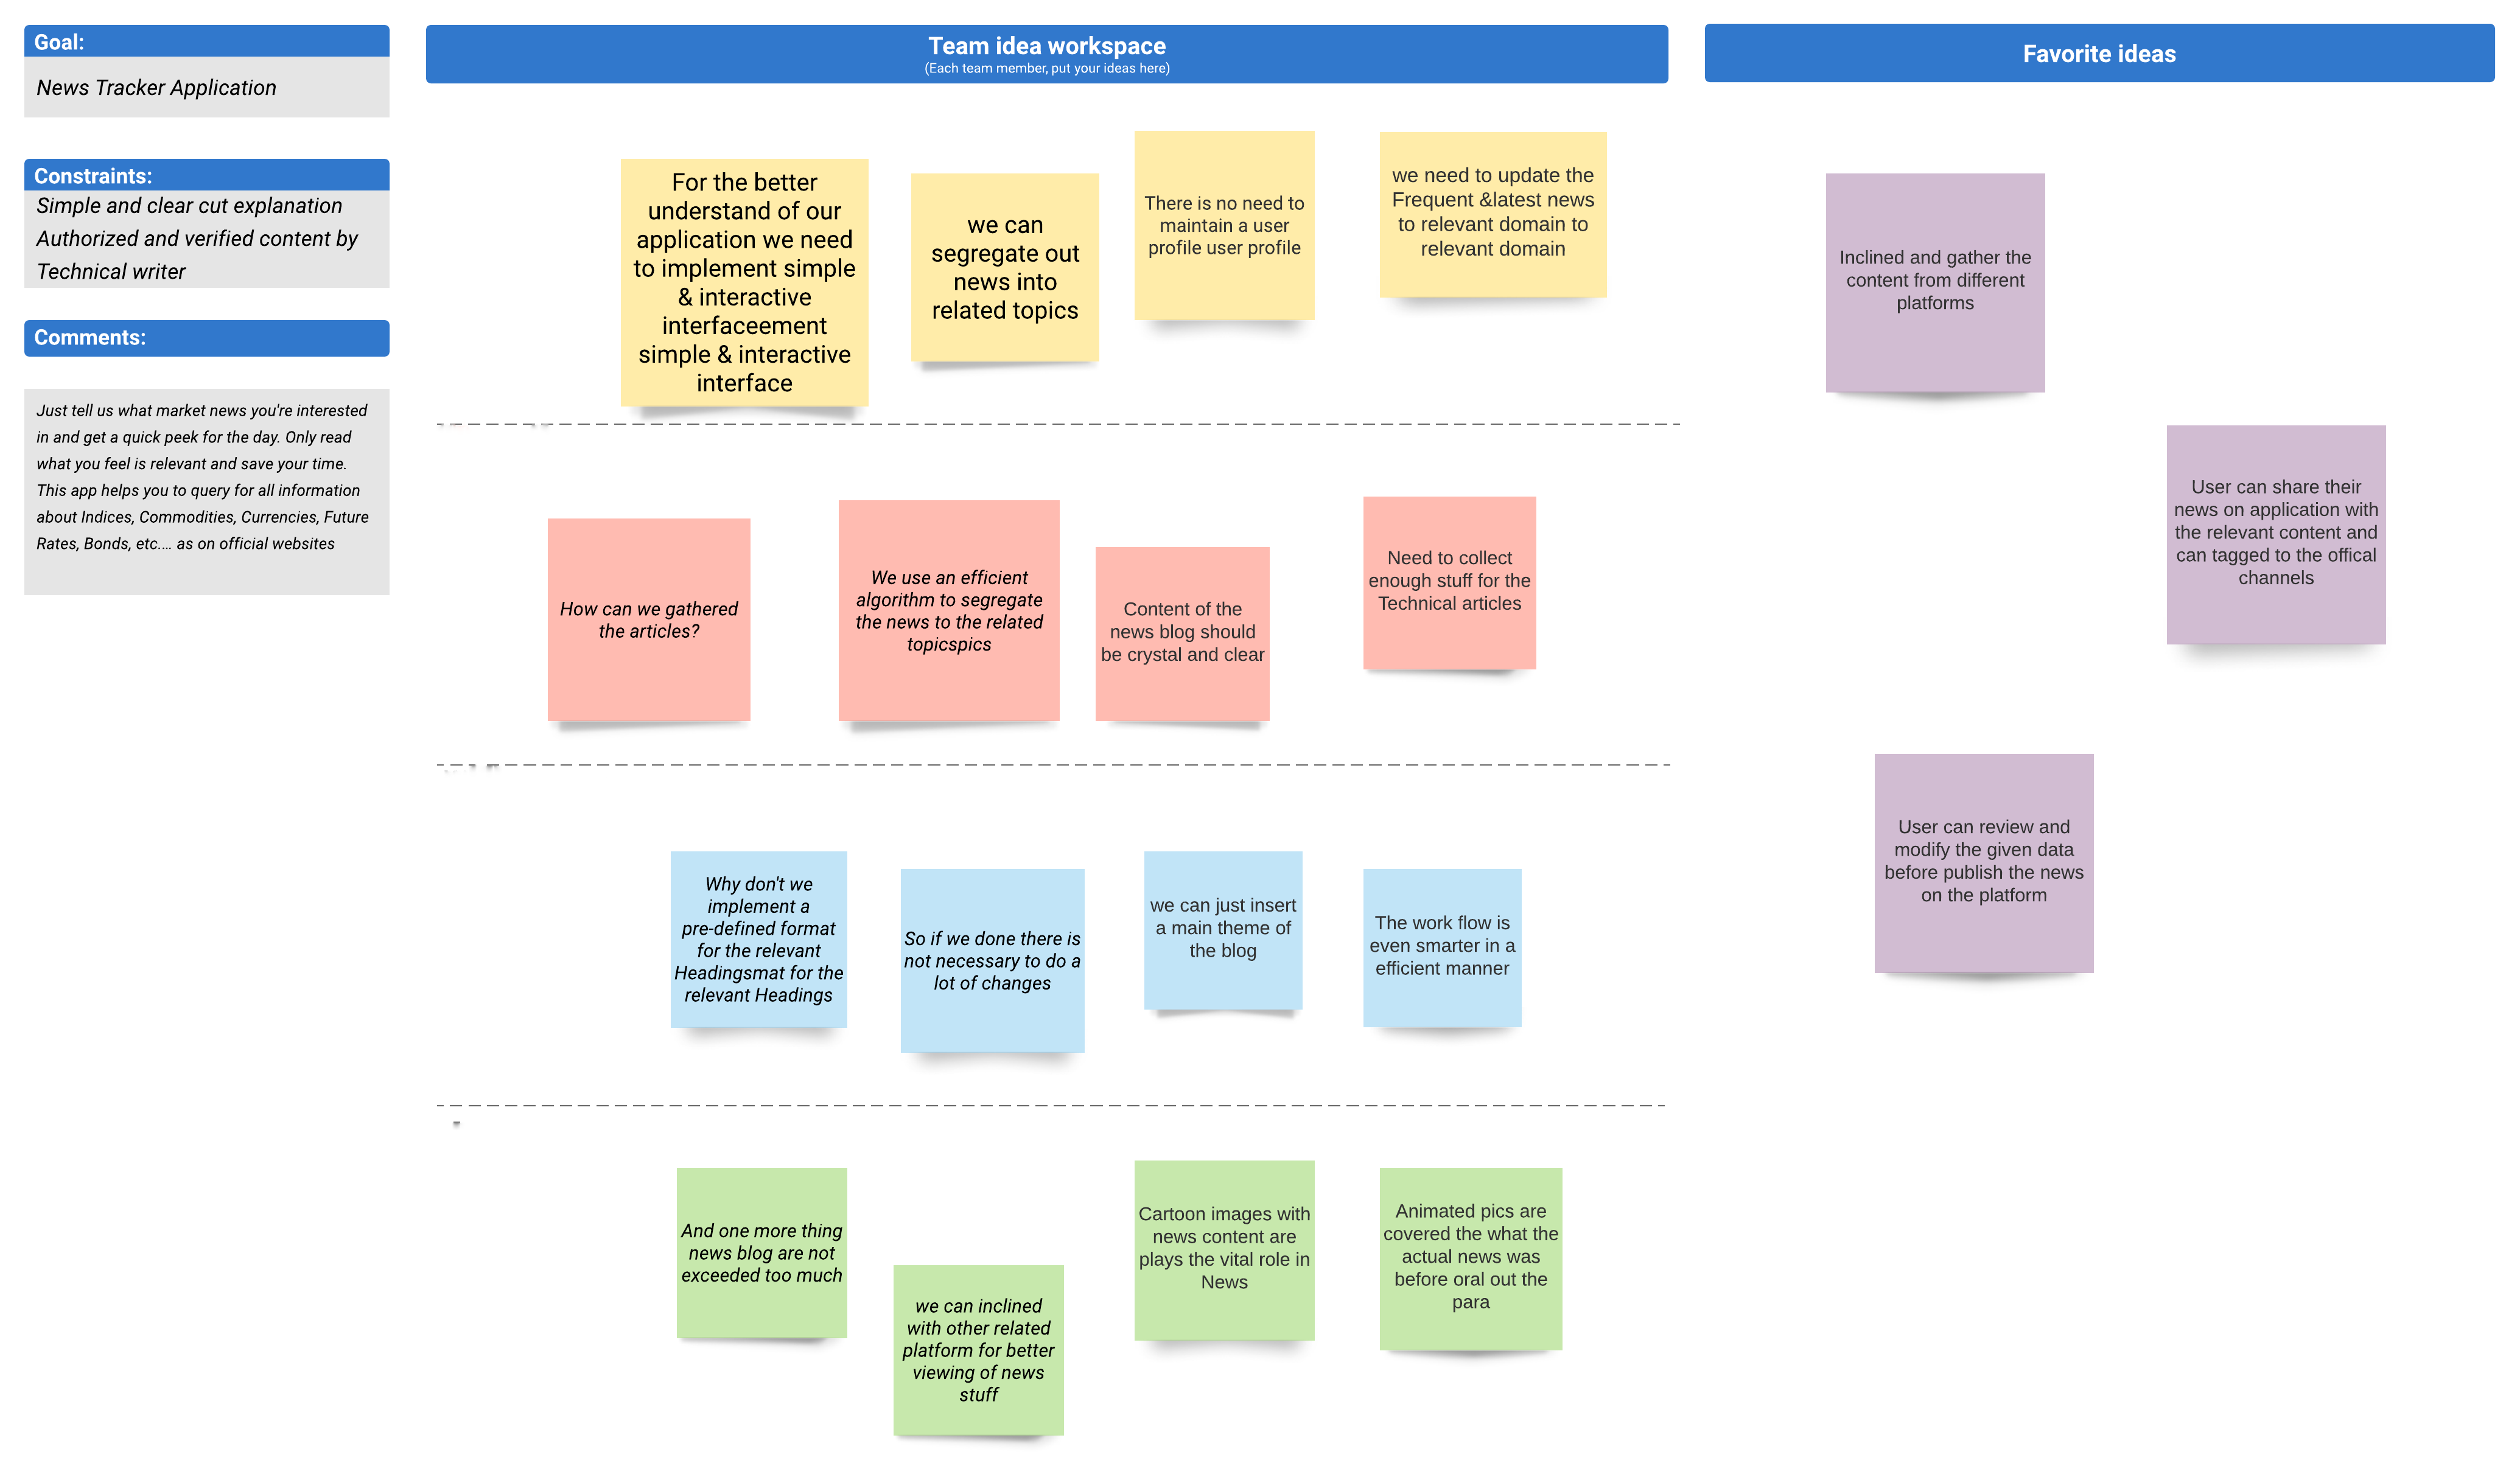 Goal:
News Tracker Application
Constraints:
Simple and clear cut explanation
Authorized and verified content by
Technical writer
Comments:
Just tell us what market news you're interested
in and get a quick peek for the day. Only read
what you feel is relevant and save your time.
This app helps you to query for all information
about Indices, Commodities, Currencies, Future
Rates, Bonds, etc.... as on official websites
Team idea workspace
(Each team member, put your ideas here)
For the better
understand of our
application we need
to implement simple
& interactive
interfaceement
simple & interactive
interface
we can
segregate out
news into
related topics
There is no need to
maintain a user
profile user profile
we need to update the
Frequent &latest news
to relevant domain to
relevant domain
How can we gathered
the articles?
We use an efficient
algorithm to segregate
the news to the related
topicspics
Content of the
news blog should
be crystal and clear
Need to collect
enough stuff for the
Technical articles
Why don't we
implement a
pre-defined format
for the relevant
Headingsmat for the
relevant Headings
So if we done there is
not necessary to do a
lot of changes
we can just insert
a main theme of
the blog
The work flow is
even smarter in a
efficient manner
And one more thing
news blog are not
exceeded too much
we can inclined
with other related
platform for better
viewing of news
stuff
Cartoon images with
news content are
plays the vital role in
News
Animated pics are
covered the what the
actual news was
before oral out the
para
Favorite ideas
Inclined and gather the
content from different
platforms
User can share their
news on application with
the relevant content and
can tagged to the offical
channels
User can review and
modify the given data
before publish the news
on the platform